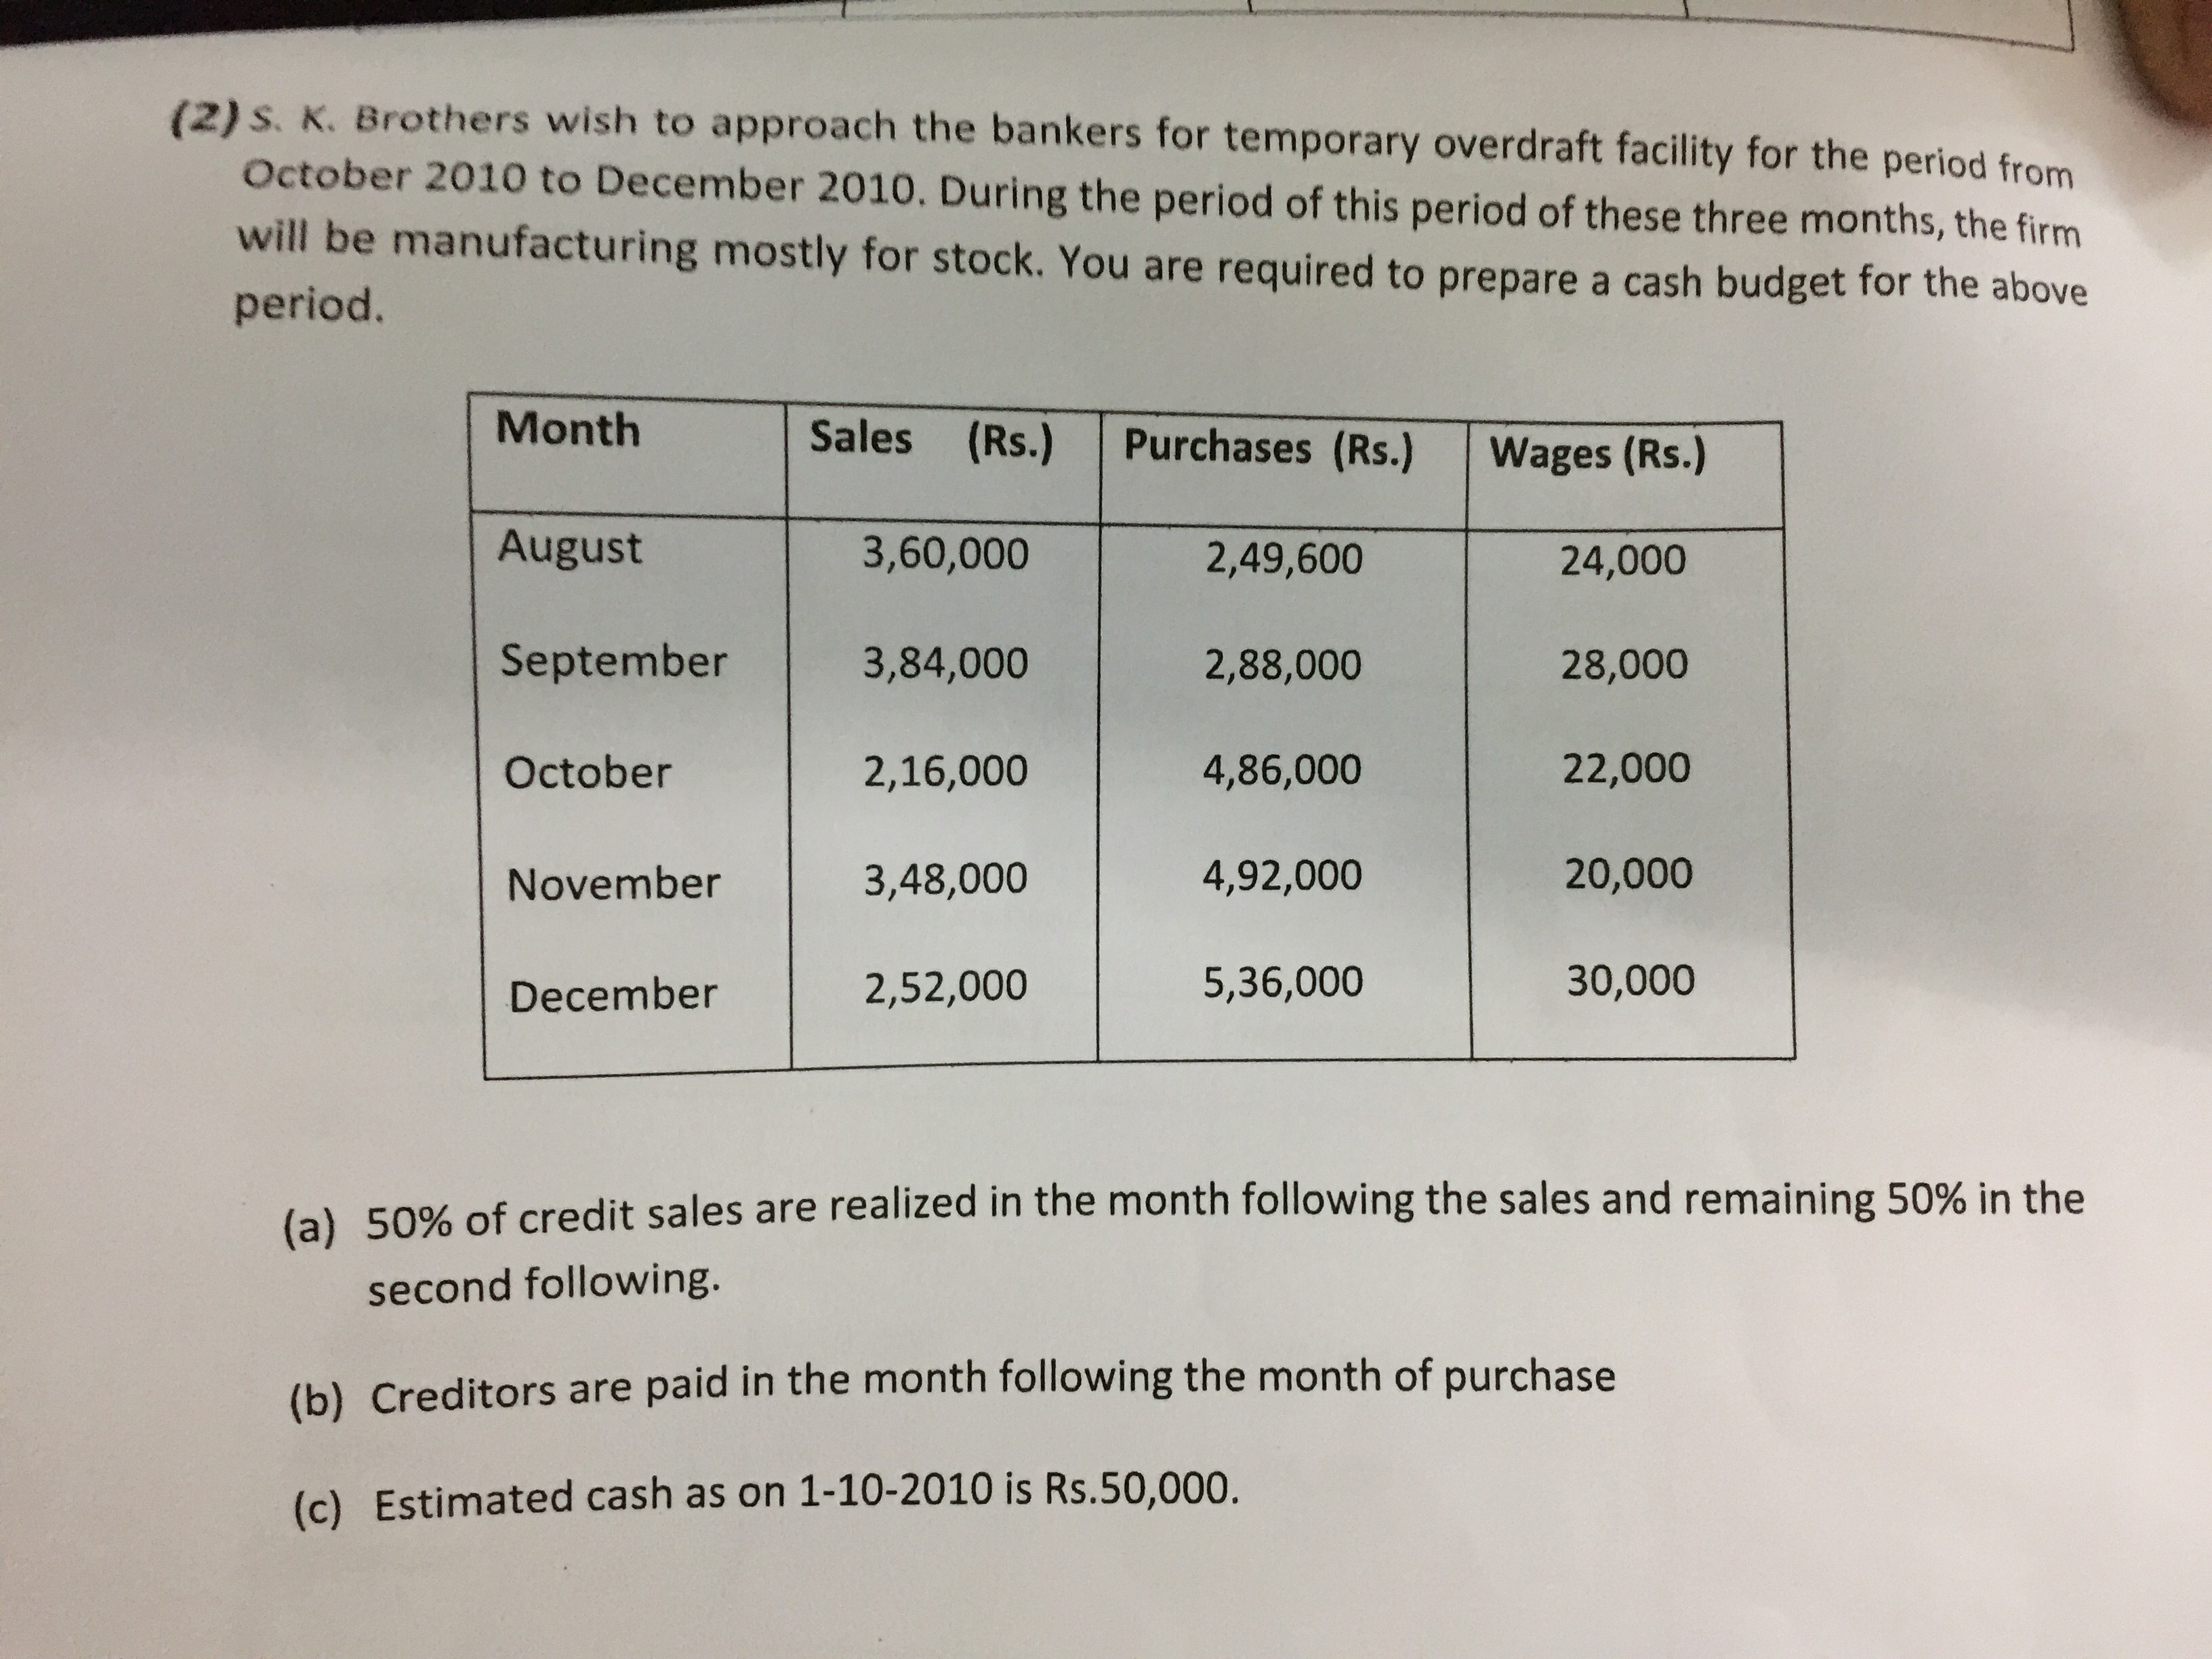 (2) S. K. Brothers wish to approach the bankers for temporary overdraft facility for the period from
October 2010 to December 2010. During the period of this period of these three months, the firm
will be manufacturing mostly for stock. You are required to prepare a cash budget for the above
period.
Month Sales (Rs.) Purchases (Rs.) Wages (Rs.)
August 3,60,000 2,49,600 24,000
September 3,84,000 2,88,000 28,000
October 2,16,000 4,86,000 22,000
November 3,48,000 4,92,000 20,000
December 2,52,000 5,36,000 30,000
(a) 50% of credit sales are realized in the month following the sales and remaining 50% in the
second following.
(b) Creditors are paid in the month following the month of purchase
(c) Estimated cash as on 1-10-2010 is Rs.50,000.